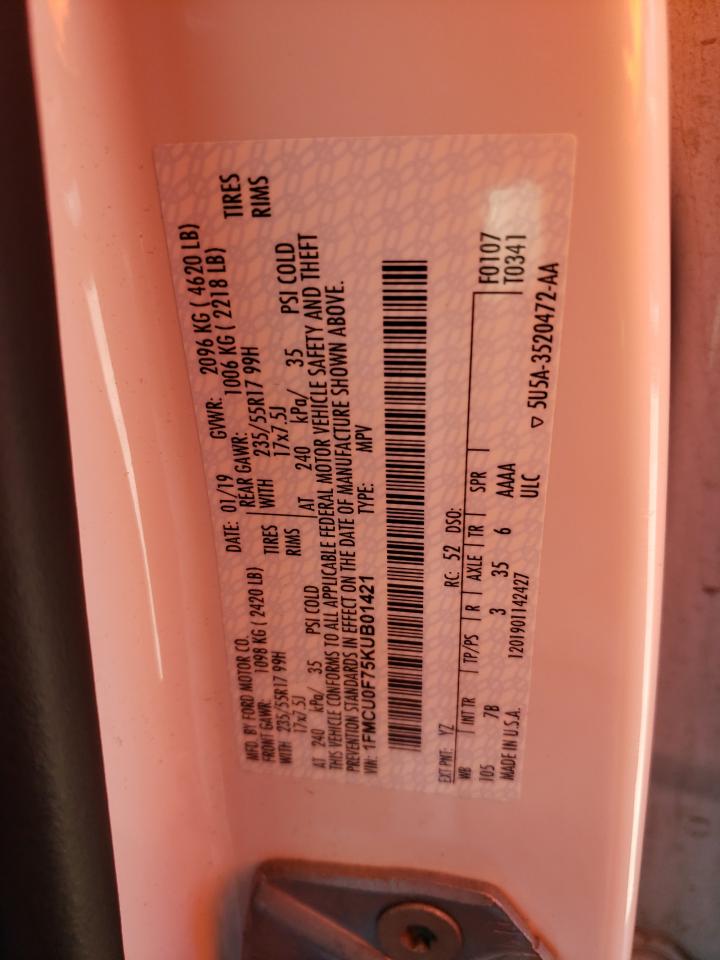 MFD. BY FORD MOTOR CO.
DATE: 01/19 GVWR: 2096 KG ( 4620 LB)
FRONT GAWR: 1098 KG ( 2420 LB)
REAR GAWR: 1006 KG ( 2218 LB)
WITH 235/55R17 99H TIRES
WITH 235/55R17 99H TIRES
17x7.5J RIMS
17x7.5J RIMS
AT 240 kPa/ 35 PSI COLD
AT 240 kPa/ 35 PSI COLD
THIS VEHICLE CONFORMS TO ALL APPLICABLE FEDERAL MOTOR VEHICLE SAFETY AND THEFT
PREVENTION STANDARDS IN EFFECT ON THE DATE OF MANUFACTURE SHOWN ABOVE.
VIN: 1FMCU0F75KUB01421 TYPE: MPV
EXT PNT: YZ RC: 52 DSO:
WB INT TR TP/PS R AXLE TR SPR F0107
105 7B 3 35 6 AAAA T0341
MADE IN U.S.A. 1201901142427 ULC
▽ 5U5A-3520472-AA